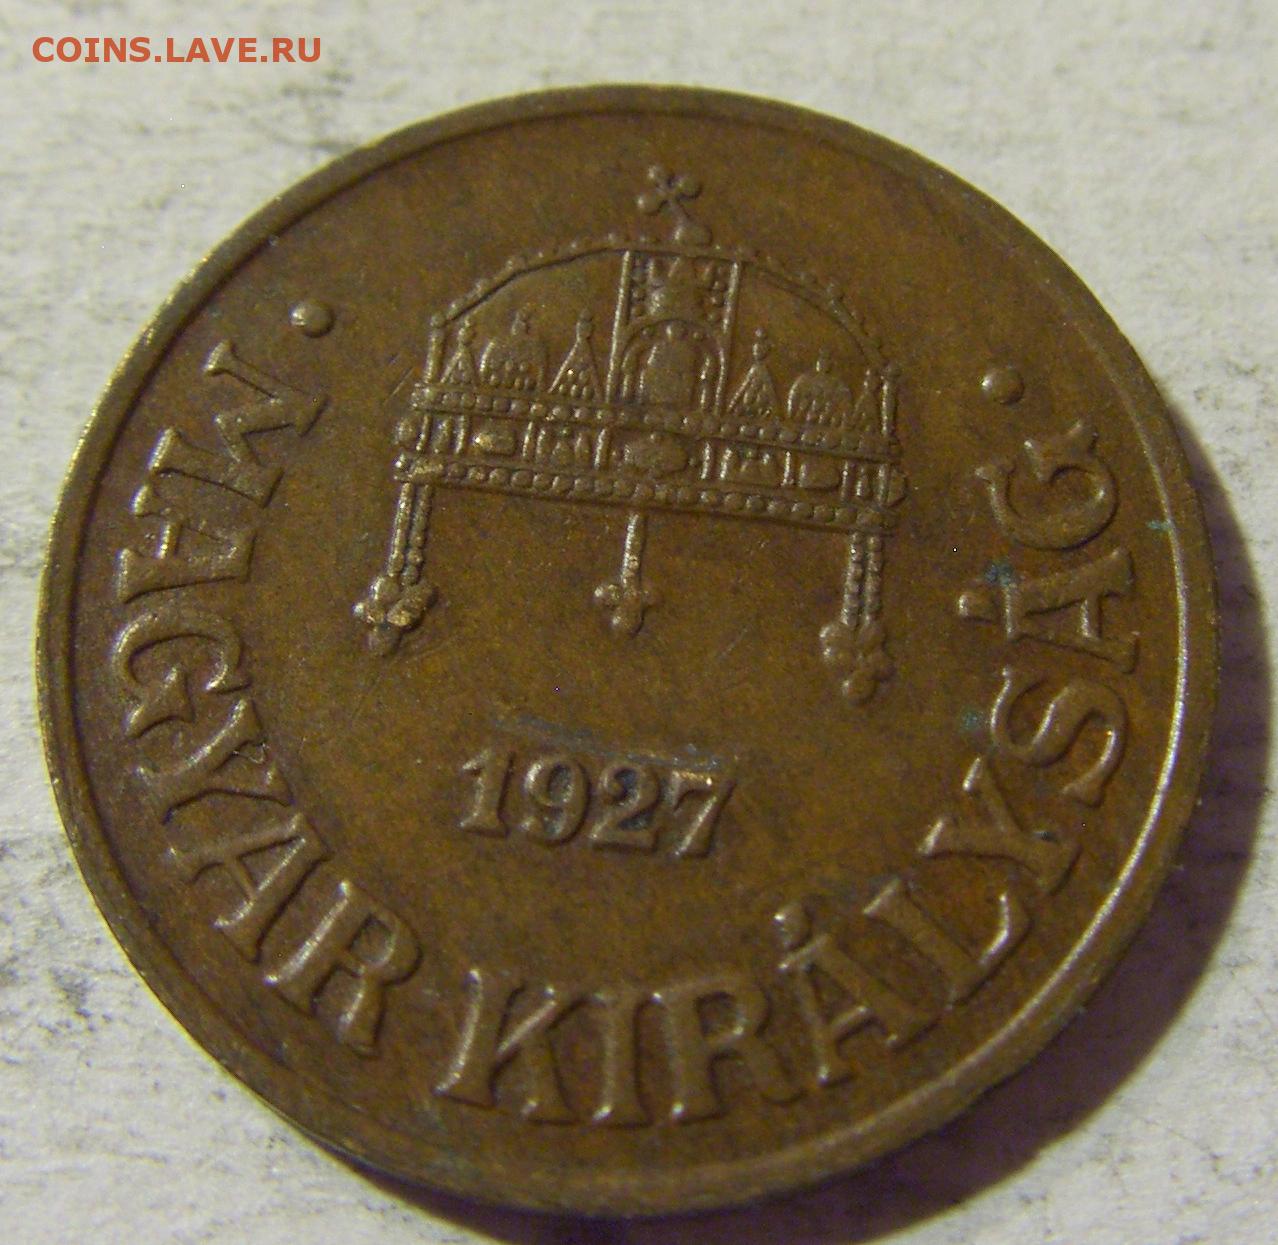 COINS.LAVE.RU
1927
• MAGYAR KIRÁLYSÁG •